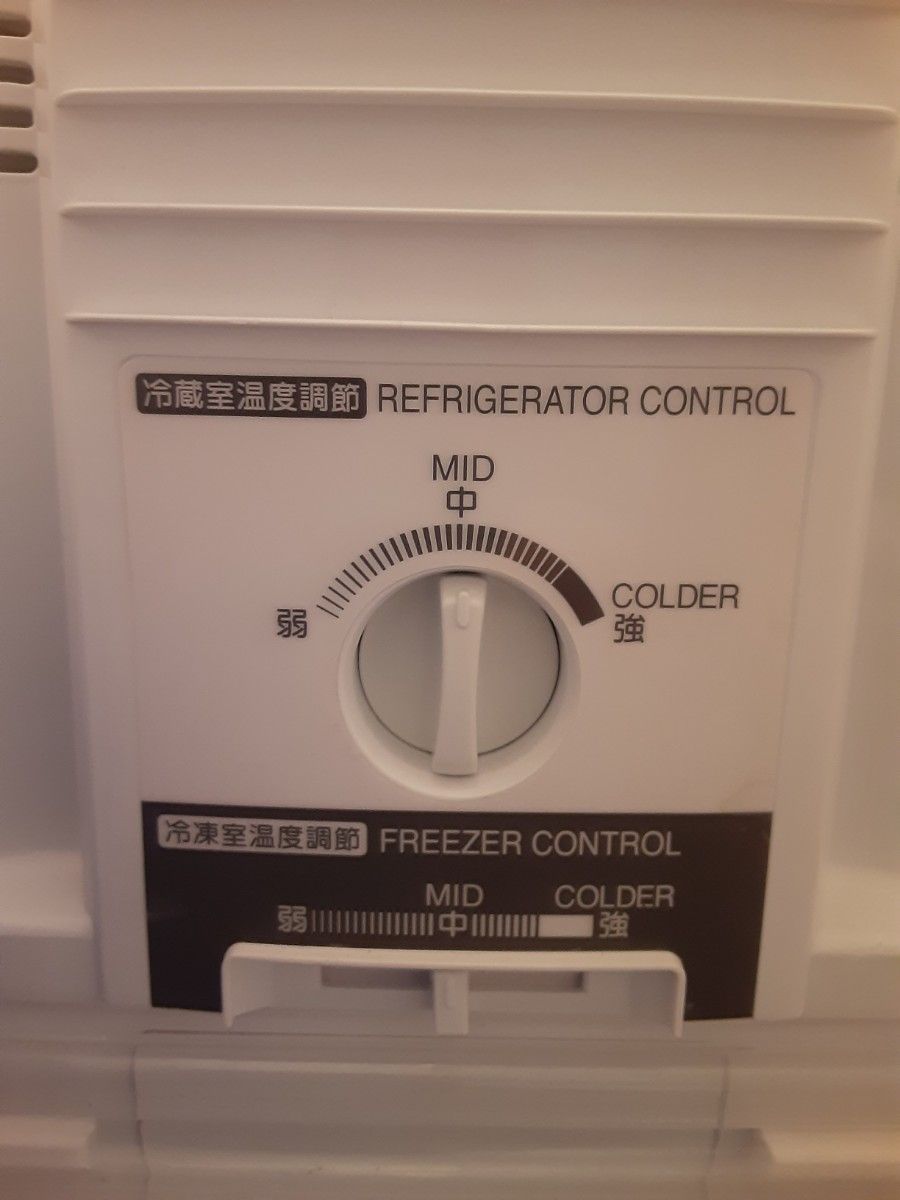 冷蔵室温度調節 REFRIGERATOR CONTROL
MID
中
弱 COLDER
強
冷凍室温度調節 FREEZER CONTROL
MID COLDER
弱 中 強